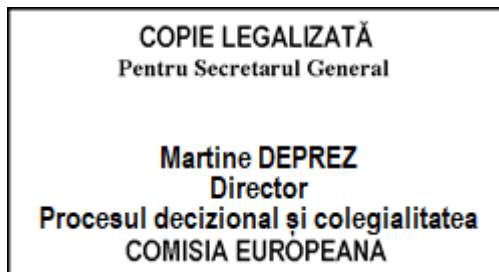 COPIE LEGALIZATĂ
Pentru Secretarul General
Martine DEPREZ
Director
Procesul decizional și colegialitatea
COMISIA EUROPEANA